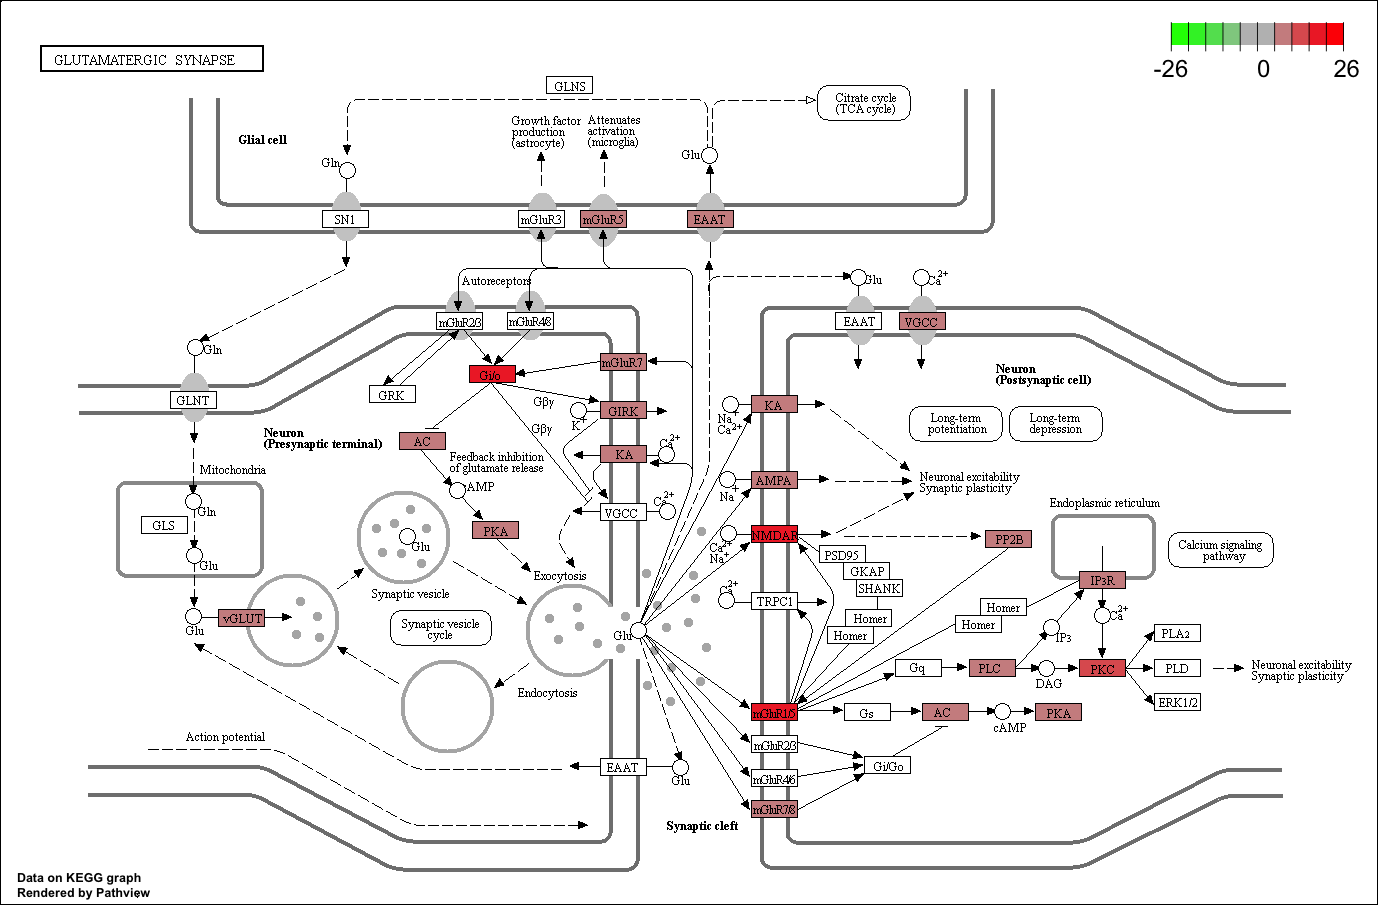 GLUTAMATERGIC SYNAPSE
-26 0 26
GLNS
Citrate cycle
(TCA cycle)
Glial cell
Growth factor
production
(astrocyte)
Attenuates
activation
(microglia)
Gln
Glu
SN1
mGluR3
mGluR5
EAAT
Autoreceptors
Glu
Ca2+
mGluR2/3
mGluR4/8
EAAT
VGCC
Gln
mGluR7
Gi/o
Neuron
(Postsynaptic cell)
GRK
GLNT
Gβγ
GIRK
K+
Na+
Ca2+
KA
Long-term
potentiation
Long-term
depression
Neuron
(Presynaptic terminal)
AC
Gβγ
KA
Ca2+
Feedback inhibition
of glutamate release
Mitochondria
cAMP
AMPA
Na+
Neuronal excitability
Synaptic plasticity
Gln
GLS
VGCC
Ca2+
Endoplasmic reticulum
PKA
Glu
NMDAR
Ca2+
Na+
PP2B
Calcium signaling
pathway
PSD95
GKAP
SHANK
Homer
Homer
Glu
Exocytosis
Synaptic vesicle
IP3R
Ca2+
TRPC1
Homer
Homer
Ca2+
vGLUT
Glu
Synaptic vesicle
cycle
Glu
IP3
PLA2
Gq
PLC
DAG
PKC
PLD
Neuronal excitability
Synaptic plasticity
Endocytosis
ERK1/2
mGluR1/5
Gs
AC
cAMP
PKA
Action potential
mGluR2/3
EAAT
Glu
mGluR4/6
Gi/Go
mGluR7/8
Synaptic cleft
Data on KEGG graph
Rendered by Pathview